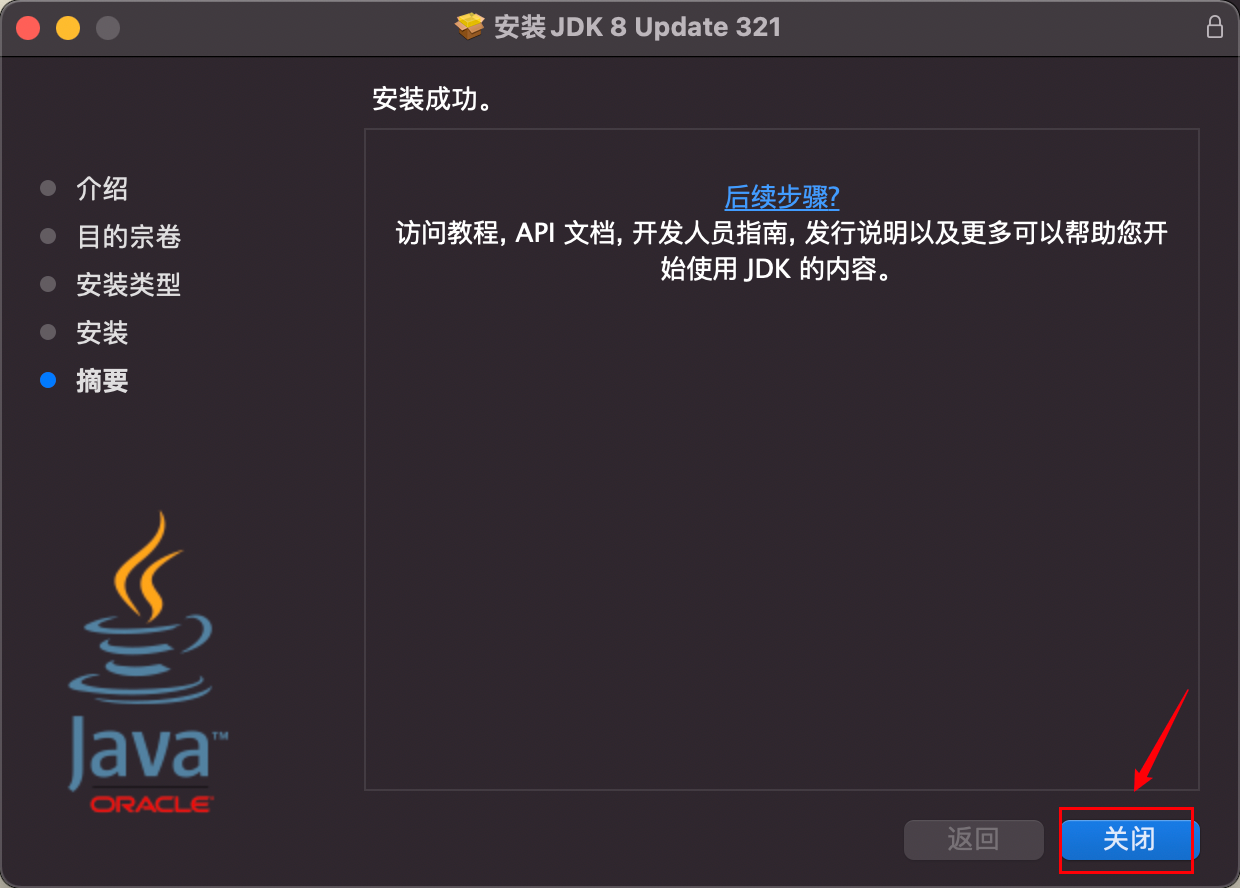 安装 JDK 8 Update 321
安装成功。
介绍
目的宗卷
安装类型
安装
摘要
后续步骤?
访问教程, API 文档, 开发人员指南, 发行说明以及更多可以帮助您开
始使用 JDK 的内容。
Java™
ORACLE
返回
关闭